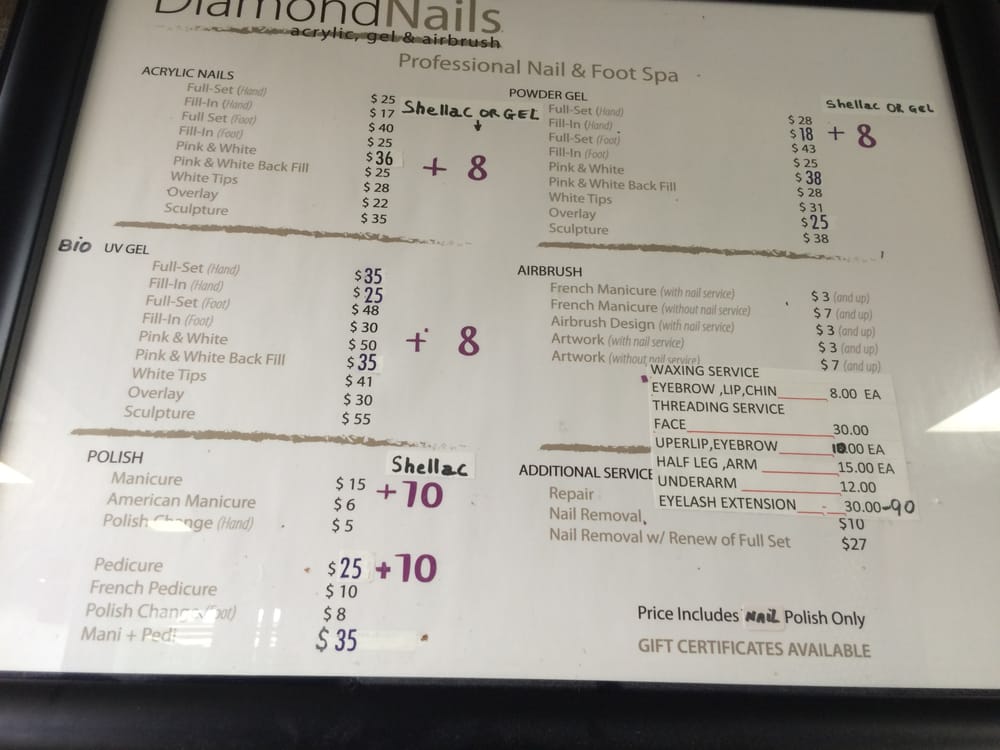 DiamondNails
acrylic, gel & airbrush
Professional Nail & Foot Spa
ACRYLIC NAILS
Shellac OR GEL
+ 8
Full-Set (Hand) $25
Fill-In (Hand) $17
Full Set (Foot) $40
Fill-In (Foot) $25
Pink & White $36
Pink & White Back Fill $25
White Tips $28
Overlay $22
Sculpture $35
POWDER GEL
Shellac OR GEL
+ 8
Full-Set (Hand) $28
Fill-In (Hand) $18
Full-Set (Foot) $43
Fill-In (Foot) $25
Pink & White $38
Pink & White Back Fill $28
White Tips $31
Overlay $25
Sculpture $38
Bio UV GEL
+ 8
Full-Set (Hand) $35
Fill-In (Hand) $25
Full-Set (Foot) $48
Fill-In (Foot) $30
Pink & White $50
Pink & White Back Fill $35
White Tips $41
Overlay $30
Sculpture $55
AIRBRUSH
French Manicure (with nail service) $3 (and up)
French Manicure (without nail service) $7 (and up)
Airbrush Design (with nail service) $3 (and up)
Artwork (with nail service) $3 (and up)
Artwork (without nail service) $7 (and up)
WAXING SERVICE
EYEBROW ,LIP,CHIN 8.00 EA
THREADING SERVICE
FACE 30.00
UPERLIP,EYEBROW 10.00 EA
HALF LEG ,ARM 15.00 EA
UNDERARM 12.00
EYELASH EXTENSION 30.00-90
POLISH
Shellac
Manicure $15 +10
American Manicure $6
Polish Change (Hand) $5
Pedicure $25 +10
French Pedicure $10
Polish Change (Foot) $8
Mani + Pedi $35
ADDITIONAL SERVICE
Repair
Nail Removal $10
Nail Removal w/ Renew of Full Set $27
Price Includes NAIL Polish Only
GIFT CERTIFICATES AVAILABLE